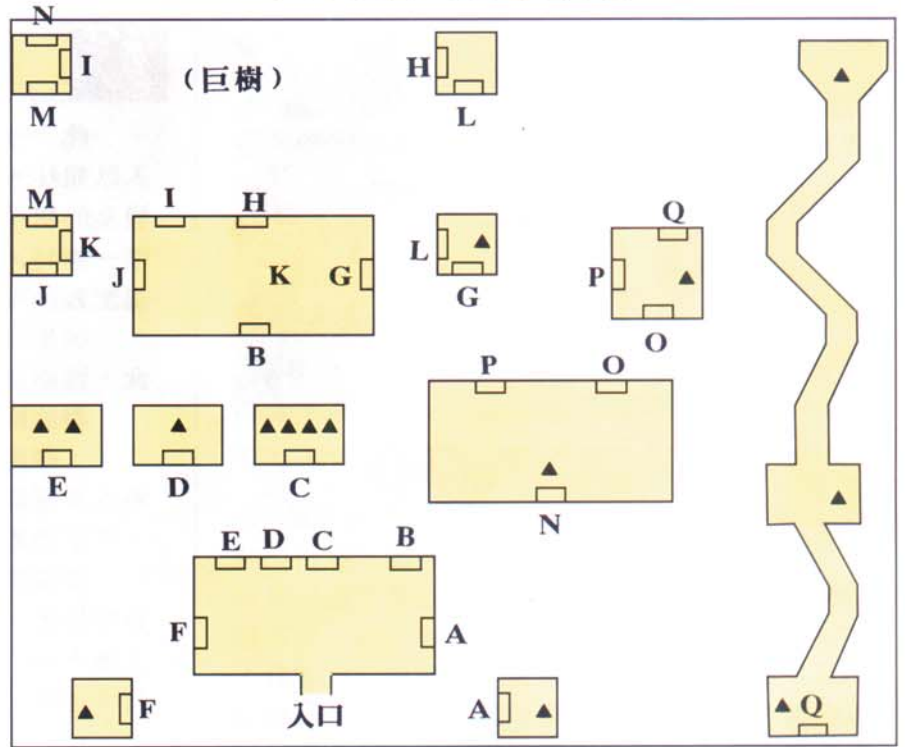 N
I (巨樹) H
M L
M I H Q
K L P
J J K G G O
B P O
E D C
N
E D C B
F A
F 入口 A Q